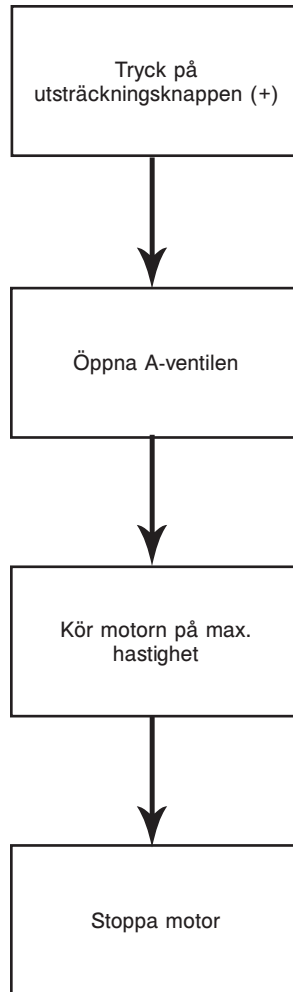 Tryck på
utsträckningsknappen (+)
Öppna A-ventilen
Kör motorn på max.
hastighet
Stoppa motor